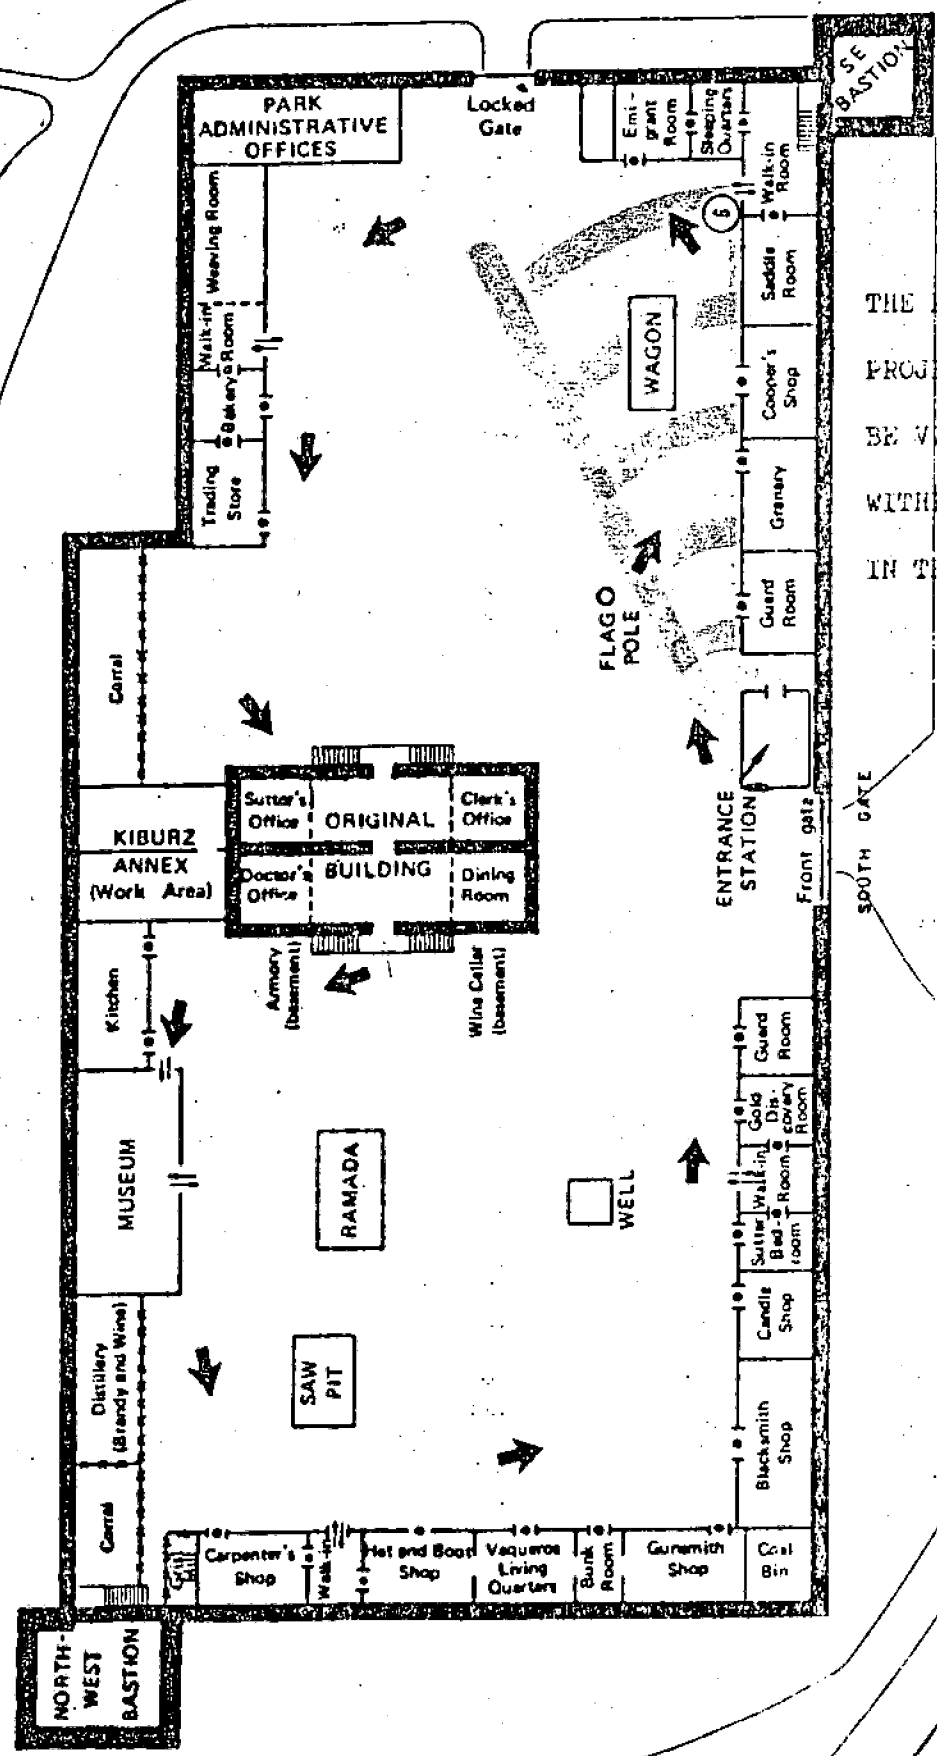 SE
BASTION
PARK
ADMINISTRATIVE
OFFICES
Locked
Gate
Emi-
grant
Room
Sleeping
Quarters
Walk-in
Room
6
Weaving Room
Saddle
Room
THE
PROJE
BE V
WITH
IN T
WAGON
Walk-in
Room
Bakery
Cooper's
Shop
Trading
Store
Granary
FLAG
POLE
Guard
Room
Corral
KIBURZ
ANNEX
(Work Area)
Sutter's
Office
ORIGINAL
BUILDING
Clerk's
Office
Doctor's
Office
Dining
Room
ENTRANCE
STATION
Front gate
SOUTH GATE
Armory
(basement)
Wine Cellar
(basement)
Kitchen
Guard
Room
Gold
Dis-
covery
Room
MUSEUM
RAMADA
WELL
Walk-in
Room
Sutter
Bed-
room
Candle
Shop
Distillery
(Brandy and Wine)
SAW
PIT
Blacksmith
Shop
Corral
Carpenter's
Shop
Walk-in
Hat and Boot
Shop
Vaqueros
Living
Quarters
Bunk
Room
Gunsmith
Shop
Coal
Bin
NORTH-
WEST
BASTION